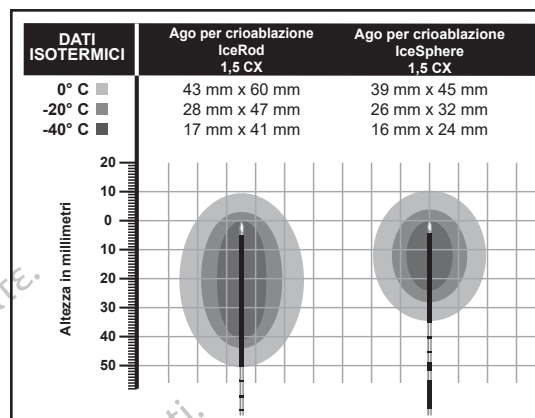 DATI
ISOTERMICI
Ago per crioablazione
IceRod
1,5 CX
Ago per crioablazione
IceSphere
1,5 CX
0° C 43 mm x 60 mm 39 mm x 45 mm
-20° C 28 mm x 47 mm 26 mm x 32 mm
-40° C 17 mm x 41 mm 16 mm x 24 mm
Altezza in millimetri
20
10
0
10
20
30
40
50